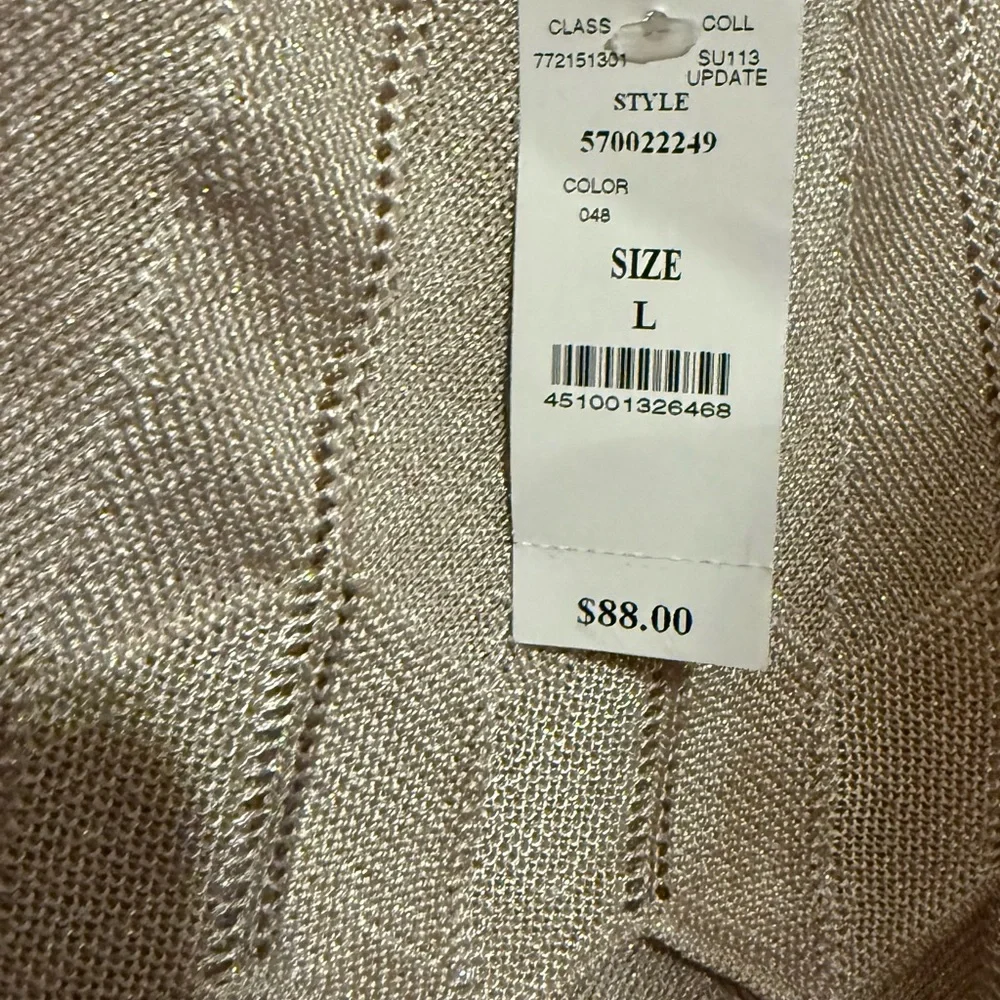 CLASS COLL
772151301 SU113
UPDATE
STYLE
570022249
COLOR
048
SIZE
L
451001326468
$88.00